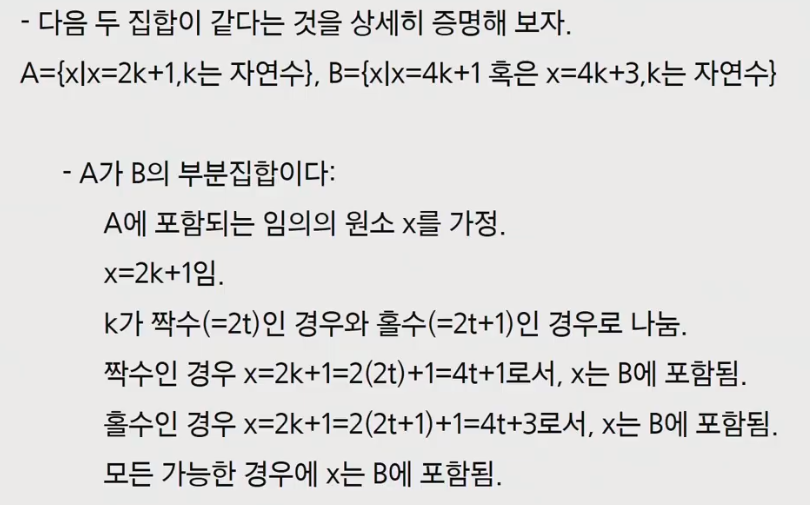 - 다음 두 집합이 같다는 것을 상세히 증명해 보자.
A={x|x=2k+1,k는 자연수}, B={x|x=4k+1 혹은 x=4k+3,k는 자연수}
- A가 B의 부분집합이다:
A에 포함되는 임의의 원소 x를 가정.
x=2k+1임.
k가 짝수(=2t)인 경우와 홀수(=2t+1)인 경우로 나눔.
짝수인 경우 x=2k+1=2(2t)+1=4t+1로서, x는 B에 포함됨.
홀수인 경우 x=2k+1=2(2t+1)+1=4t+3로서, x는 B에 포함됨.
모든 가능한 경우에 x는 B에 포함됨.